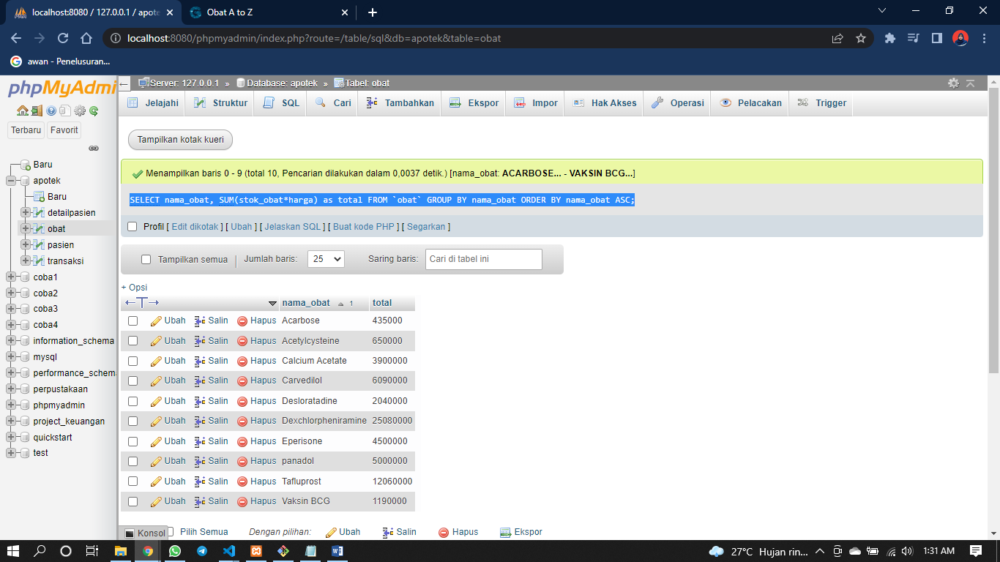 localhost:8080 / 127.0.0.1 / apote
Obat A to Z
localhost:8080/phpmyadmin/index.php?route=/table/sql&db=apotek&table=obat
awan - Penelusuran...
phpMyAdmi
Server: 127.0.0.1 » Database: apotek » Tabel: obat
Jelajahi Struktur SQL Cari Tambahkan Ekspor Impor Hak Akses Operasi Pelacakan Trigger
Terbaru Favorit
Baru
apotek
Baru
detailpasien
obat
pasien
transaksi
coba1
coba2
coba3
coba4
information_schema
mysql
performance_schema
perpustakaan
phpmyadmin
project_keuangan
quickstart
test
Tampilkan kotak kueri
Menampilkan baris 0 - 9 (total 10, Pencarian dilakukan dalam 0,0037 detik.) [nama_obat: ACARBOSE... - VAKSIN BCG...]
SELECT nama_obat, SUM(stok_obat*harga) as total FROM `obat` GROUP BY nama_obat ORDER BY nama_obat ASC;
Profil [ Edit dikotak ] [ Ubah ] [ Jelaskan SQL ] [ Buat kode PHP ] [ Segarkan ]
Tampilkan semua | Jumlah baris: 25 Saring baris: Cari di tabel ini
+ Opsi
←T→ nama_obat 1 total
Ubah Salin Hapus Acarbose 435000
Ubah Salin Hapus Acetylcysteine 650000
Ubah Salin Hapus Calcium Acetate 3900000
Ubah Salin Hapus Carvedilol 6090000
Ubah Salin Hapus Desloratadine 2040000
Ubah Salin Hapus Dexchlorpheniramine 25080000
Ubah Salin Hapus Eperisone 4500000
Ubah Salin Hapus panadol 5000000
Ubah Salin Hapus Tafluprost 12060000
Ubah Salin Hapus Vaksin BCG 1190000
Konsol Pilih Semua Dengan pilihan: Ubah Salin Hapus Ekspor
27°C Hujan rin... 1:31 AM